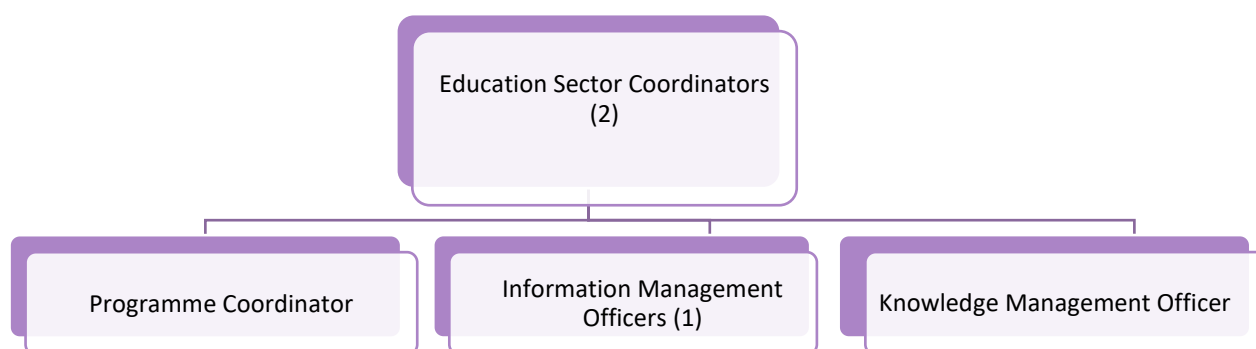 Education Sector Coordinators
(2)
Programme Coordinator
Information Management
Officers (1)
Knowledge Management Officer